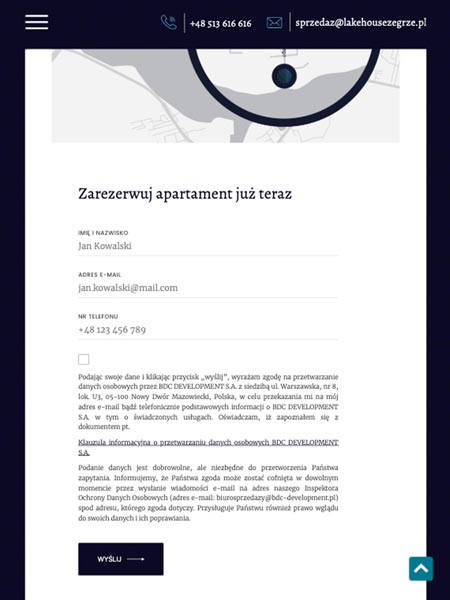 +48 513 616 616
sprzedaz@lakehousezegrze.pl
Zarezerwuj apartament już teraz
IMIĘ I NAZWISKO
Jan Kowalski
ADRES E-MAIL
jan.kowalski@mail.com
NR TELEFONU
+48 123 456 789
Podając swoje dane i klikając przycisk „wyślij", wyrażam zgodę na przetwarzanie
danych osobowych przez BDC DEVELOPMENT S.A. z siedzibą ul. Warszawska, nr 8,
lok. U3, 05-100 Nowy Dwór Mazowiecki, Polska, w celu przekazania mi na mój
adres e-mail bądź telefonicznie podstawowych informacji o BDC DEVELOPMENT
S.A. w tym o świadczonych usługach. Oświadczam, iż zapoznałem się z
dokumentem pt.
Klauzula informacyjna o przetwarzaniu danych osobowych BDC DEVELOPMENT
S.A.
Podanie danych jest dobrowolne, ale niezbędne do przetworzenia Państwa
zapytania. Informujemy, że Państwa zgoda może zostać cofnięta w dowolnym
momencie przez wysłanie wiadomości e-mail na adres naszego Inspektora
Ochrony Danych Osobowych (adres e-mail: biurosprzedazy@bdc-development.pl)
spod adresu, którego zgoda dotyczy. Przysługuje Państwu również prawo wglądu
do swoich danych i ich poprawiania.
WYŚLIJ